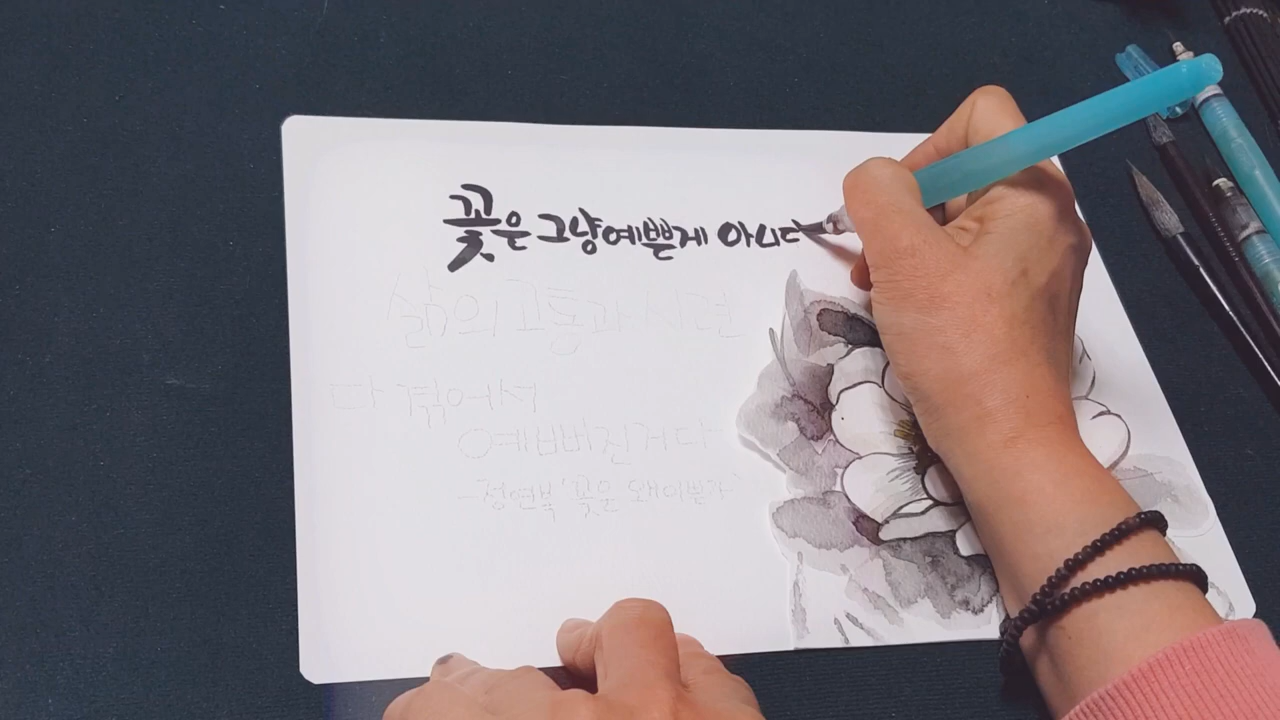 꽃은 그냥 예쁜게 아니다
삶의 고통과 시련
다 겪어서
예뻐진거다
-정연복 '꽃은 왜 이쁜가'